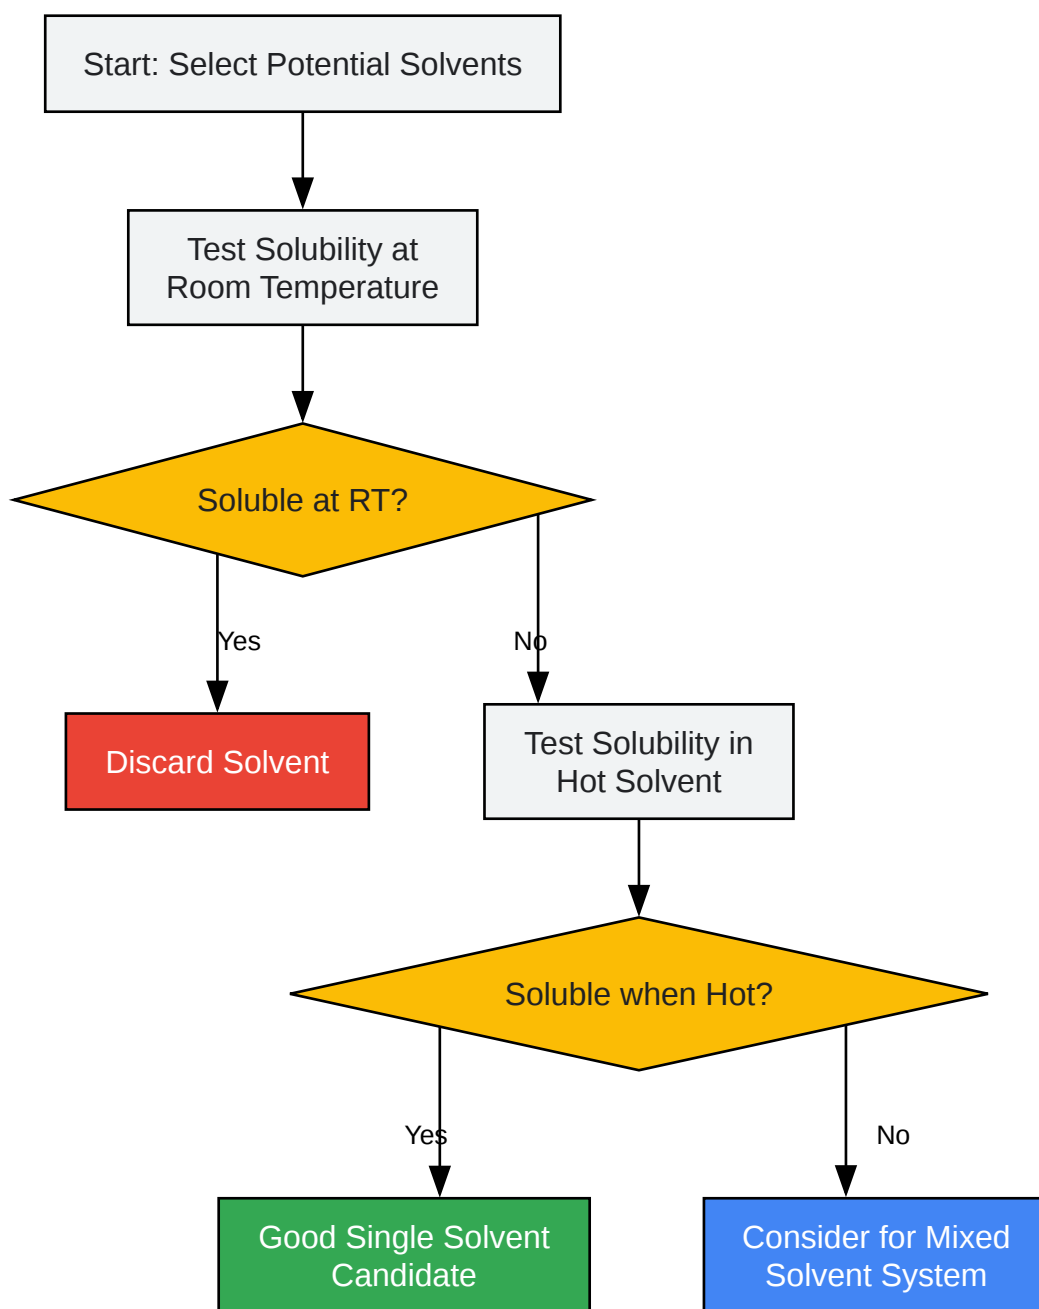 Start: Select Potential Solvents
Test Solubility at
Room Temperature
Soluble at RT?
Yes
No
Discard Solvent
Test Solubility in
Hot Solvent
Soluble when Hot?
Yes
No
Good Single Solvent
Candidate
Consider for Mixed
Solvent System